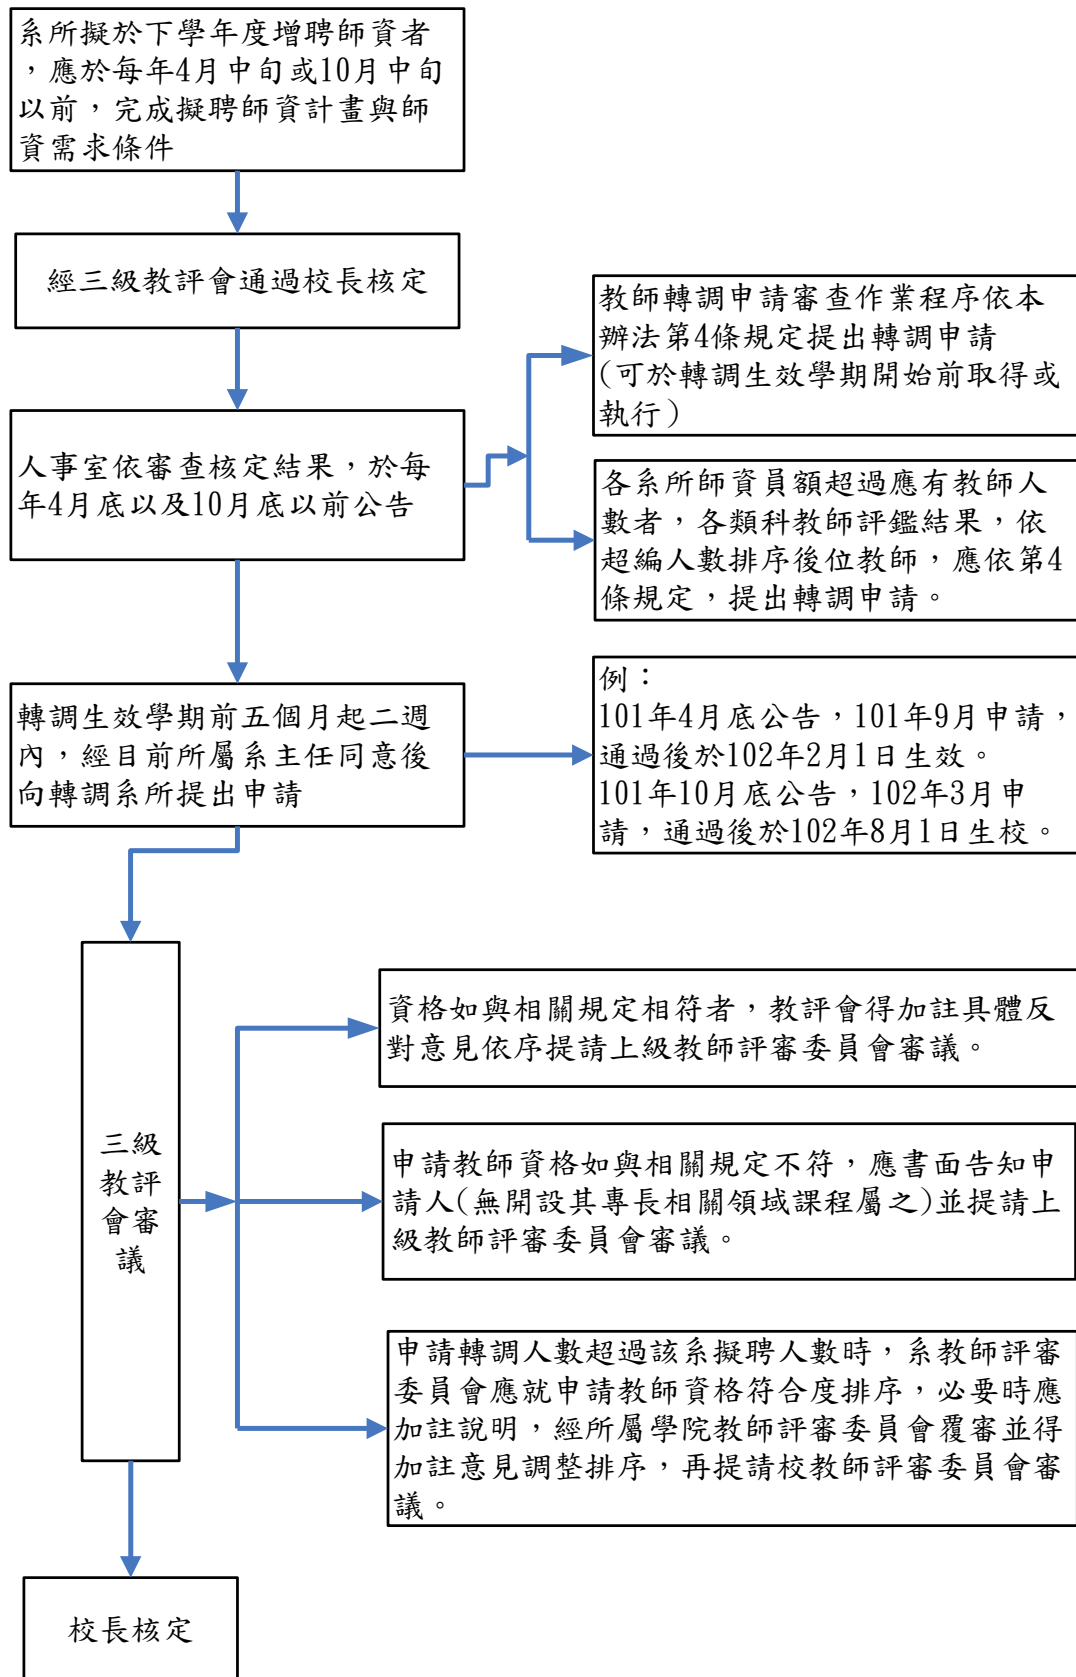 系所擬於下學年度增聘師資者
，應於每年4月中旬或10月中旬
以前，完成擬聘師資計畫與師
資需求條件
經三級教評會通過校長核定
教師轉調申請審查作業程序依本
辦法第4條規定提出轉調申請
(可於轉調生效學期開始前取得或
執行)
人事室依審查核定結果，於每
年4月底以及10月底以前公告
各系所師資員額超過應有教師人
數者，各類科教師評鑑結果，依
超編人數排序後位教師，應依第4
條規定，提出轉調申請。
轉調生效學期前五個月起二週
內，經目前所屬系主任同意後
向轉調系所提出申請
例：
101年4月底公告，101年9月申請，
通過後於102年2月1日生效。
101年10月底公告，102年3月申
請，通過後於102年8月1日生校。
三級
教評
會審
議
資格如與相關規定相符者，教評會得加註具體反
對意見依序提請上級教師評審委員會審議。
申請教師資格如與相關規定不符，應書面告知申
請人(無開設其專長相關領域課程屬之)並提請上
級教師評審委員會審議。
申請轉調人數超過該系擬聘人數時，系教師評審
委員會應就申請教師資格符合度排序，必要時應
加註說明，經所屬學院教師評審委員會覆審並得
加註意見調整排序，再提請校教師評審委員會審
議。
校長核定